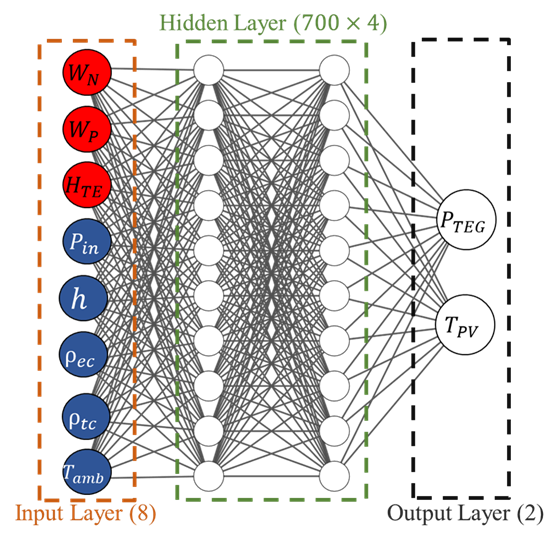 Hidden Layer (700 × 4)
W_N
W_P
H_TE
P_in
h
ρ_ec
ρ_tc
T_amb
P_TEG
T_PV
Input Layer (8)
Output Layer (2)